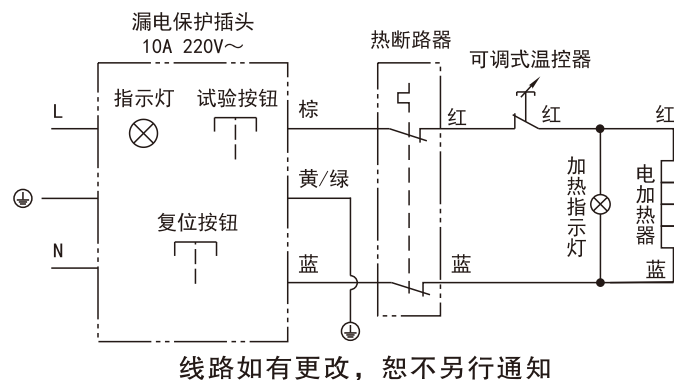 漏电保护插头
10A 220V～
热断路器
可调式温控器
指示灯
试验按钮
L
棕
红
红
红
黄/绿
加热指示灯
电加热器
N
复位按钮
蓝
蓝
蓝
线路如有更改，恕不另行通知